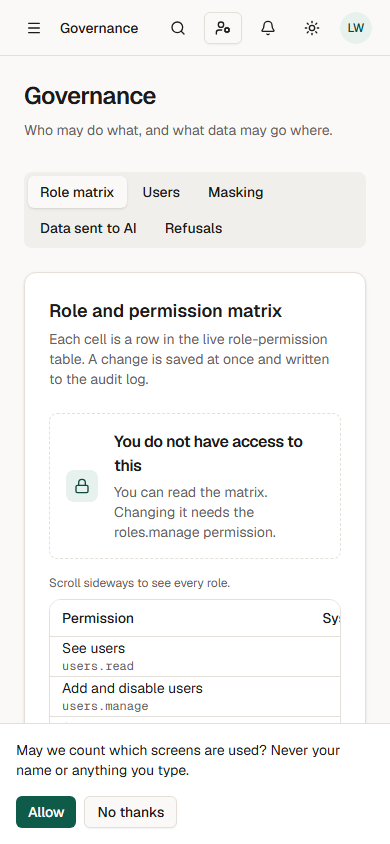 Governance
LW
Governance
Who may do what, and what data may go where.
Role matrix
Users
Masking
Data sent to AI
Refusals
Role and permission matrix
Each cell is a row in the live role-permission
table. A change is saved at once and written
to the audit log.
You do not have access to
this
You can read the matrix.
Changing it needs the
roles.manage permission.
Scroll sideways to see every role.
Permission
See users
users.read
Add and disable users
users.manage
May we count which screens are used? Never your
name or anything you type.
Allow
No thanks